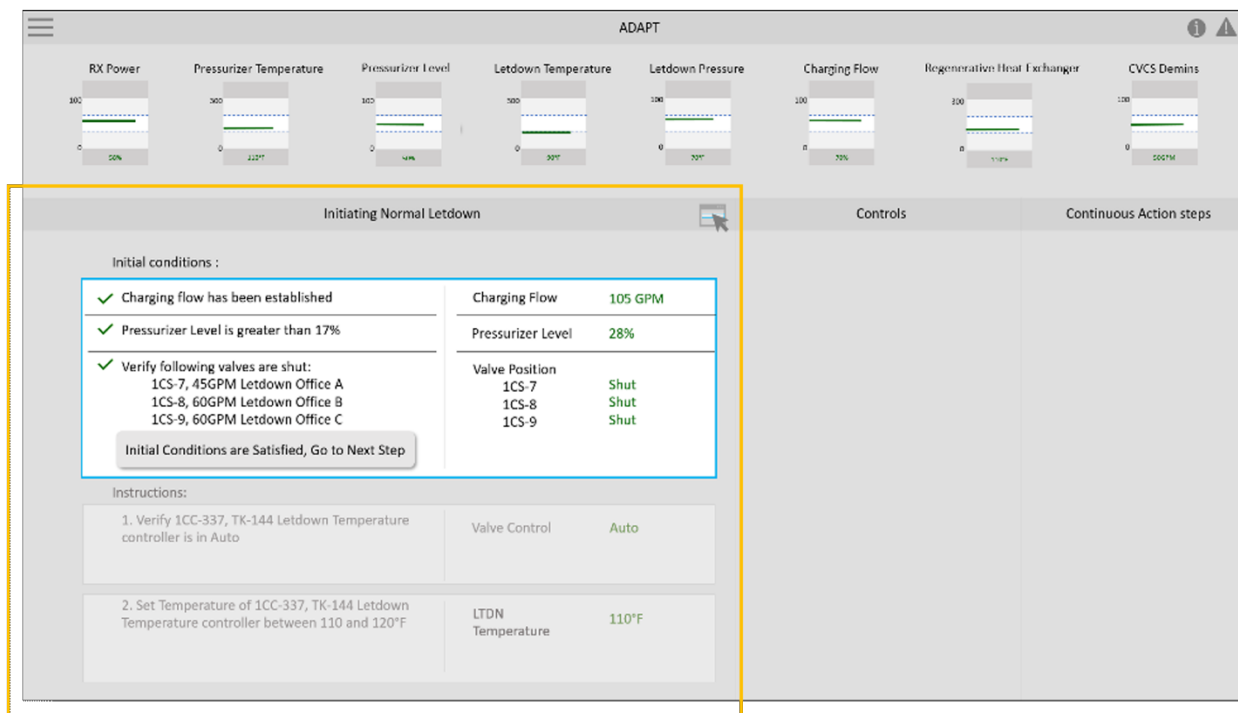 ADAPT
RX Power
Pressurizer Temperature
Pressurizer Level
Letdown Temperature
Letdown Pressure
Charging Flow
Regenerative Heat Exchanger
CVCS Demins
100
300
100
300
100
100
300
100
0
0
0
0
0
0
0
0
50%
110°F
50%
90°F
70%
110°F
60GPM
Initiating Normal Letdown
Controls
Continuous Action steps
Initial conditions :
Charging flow has been established
Charging Flow 105 GPM
Pressurizer Level is greater than 17%
Pressurizer Level 28%
Verify following valves are shut:
Valve Position
1CS-7, 45GPM Letdown Office A
1CS-7 Shut
1CS-8, 60GPM Letdown Office B
1CS-8 Shut
1CS-9, 60GPM Letdown Office C
1CS-9 Shut
Initial Conditions are Satisfied, Go to Next Step
Instructions:
1. Verify 1CC-337, TK-144 Letdown Temperature
controller is in Auto
Valve Control Auto
2. Set Temperature of 1CC-337, TK-144 Letdown
Temperature controller between 110 and 120°F
LTDN
Temperature
110°F